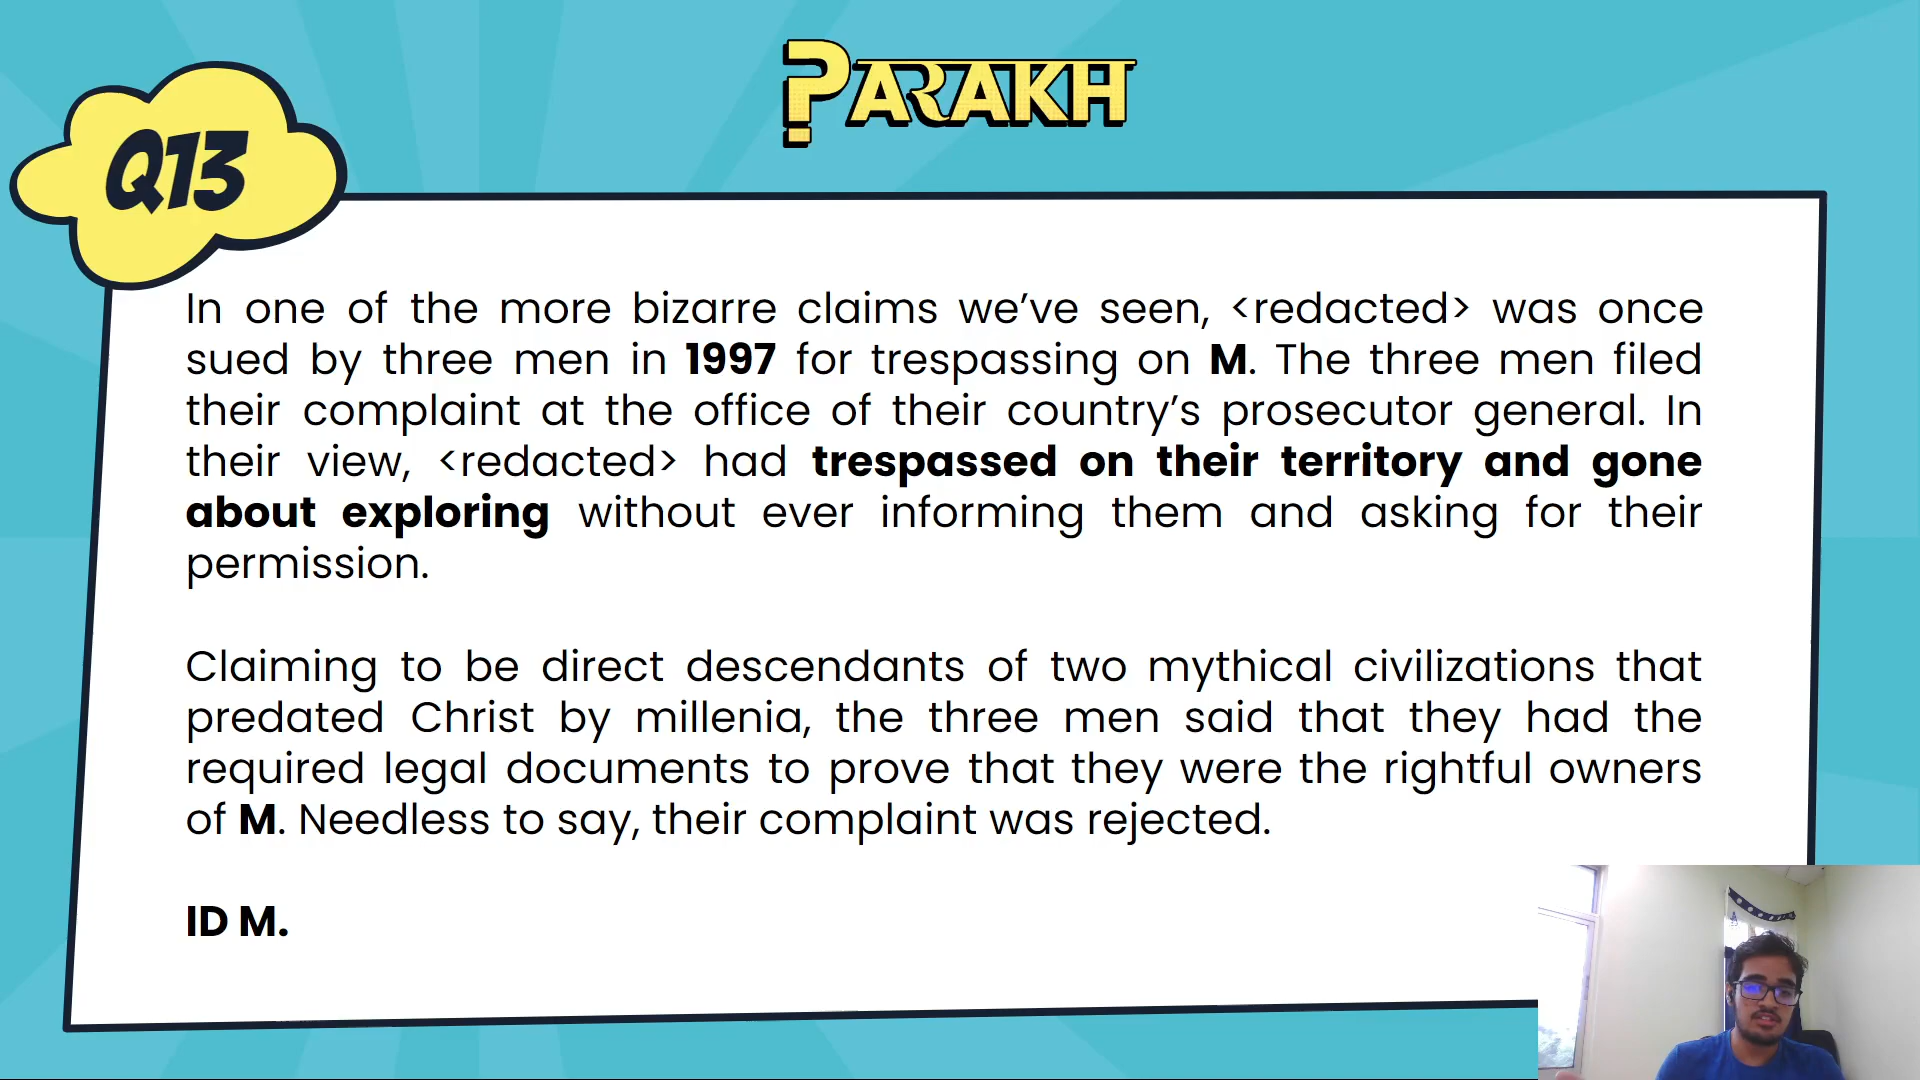 ?ARAKH
Q13
In one of the more bizarre claims we’ve seen, <redacted> was once
sued by three men in 1997 for trespassing on M. The three men filed
their complaint at the office of their country’s prosecutor general. In
their view, <redacted> had trespassed on their territory and gone
about exploring without ever informing them and asking for their
permission.
Claiming to be direct descendants of two mythical civilizations that
predated Christ by millenia, the three men said that they had the
required legal documents to prove that they were the rightful owners
of M. Needless to say, their complaint was rejected.
ID M.